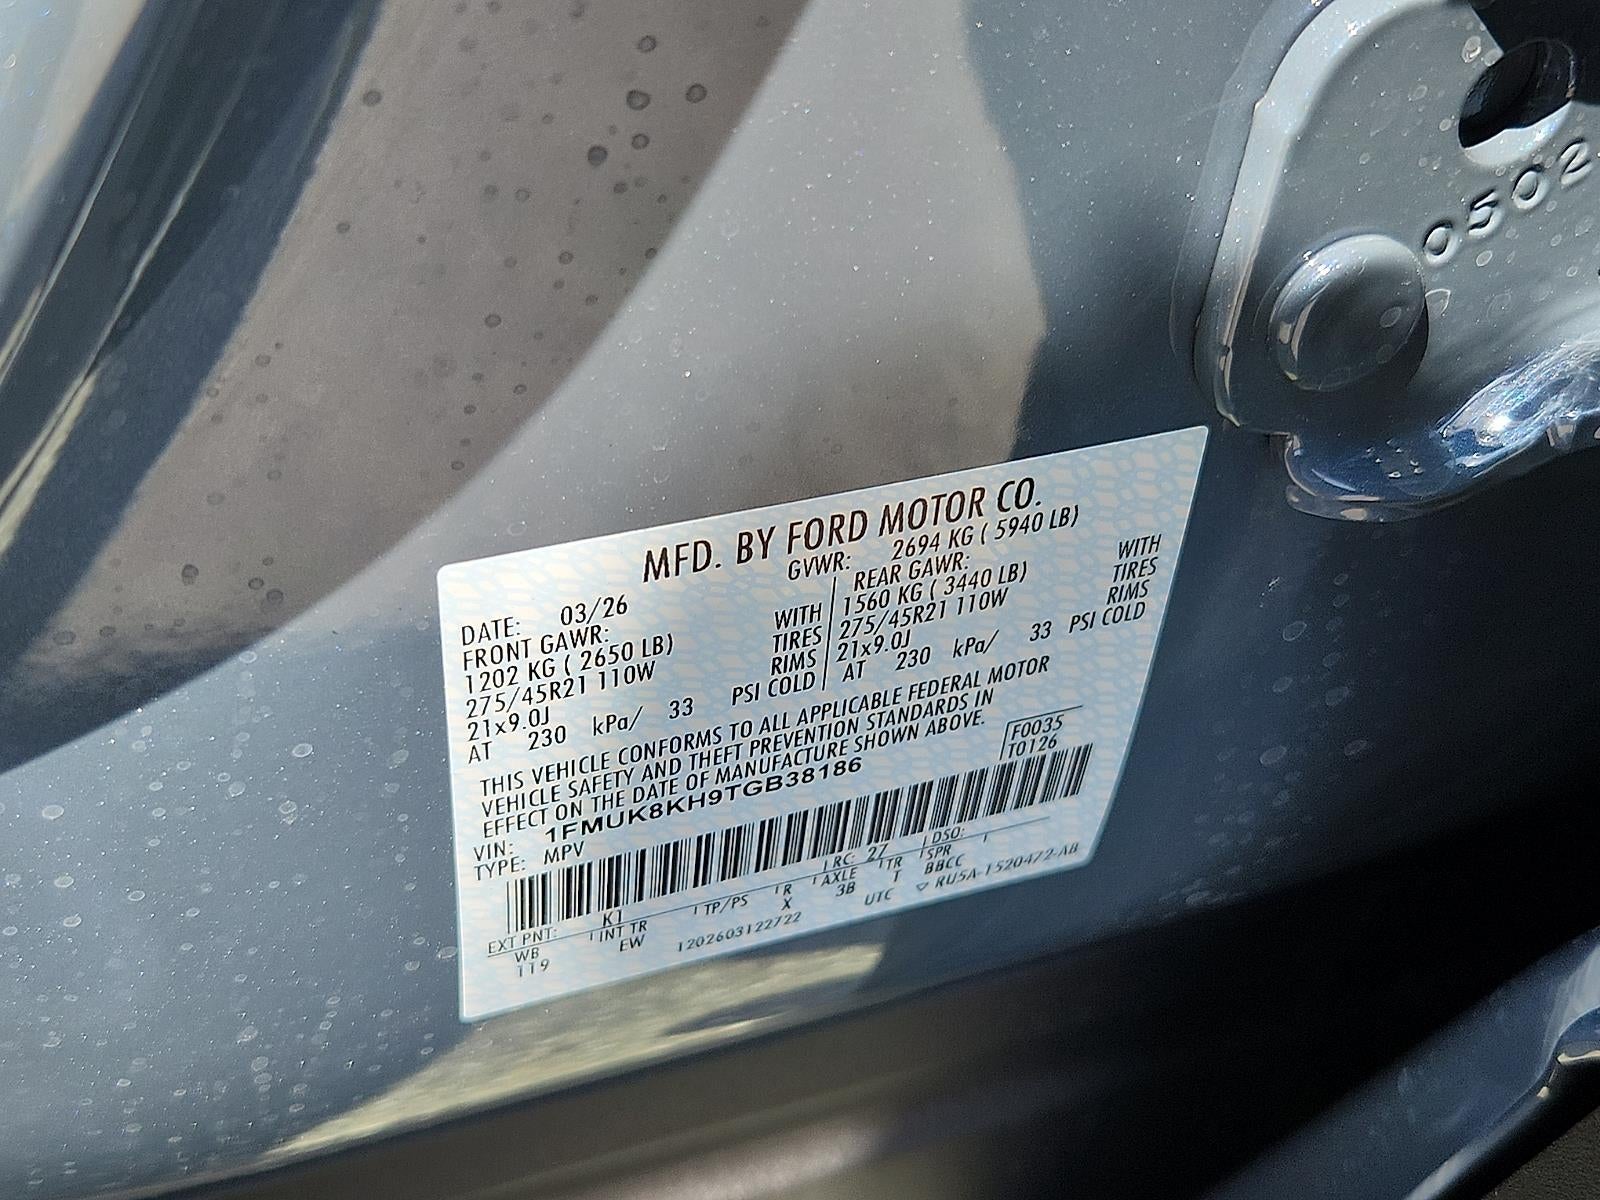 0502
MFD. BY FORD MOTOR CO.
GVWR: 2694 KG ( 5940 LB)
DATE: 03/26
FRONT GAWR:
1202 KG ( 2650 LB) WITH
275/45R21 110W TIRES
21x9.0J RIMS
AT 230 kPa/ 33 PSI COLD
REAR GAWR:
1560 KG ( 3440 LB) WITH
275/45R21 110W TIRES
21x9.0J RIMS
AT 230 kPa/ 33 PSI COLD
THIS VEHICLE CONFORMS TO ALL APPLICABLE FEDERAL MOTOR
VEHICLE SAFETY AND THEFT PREVENTION STANDARDS IN
EFFECT ON THE DATE OF MANUFACTURE SHOWN ABOVE.
F0035
T0126
VIN: 1FMUK8KH9TGB38186
TYPE: MPV
EXT PNT: K1 RC: 27 DSO:
WB INT TR TP/PS R AXLE TR SPR
TT9 EW X 3B T BBCC
1202603122722 UTC ▽ RU5A-1520472-AB